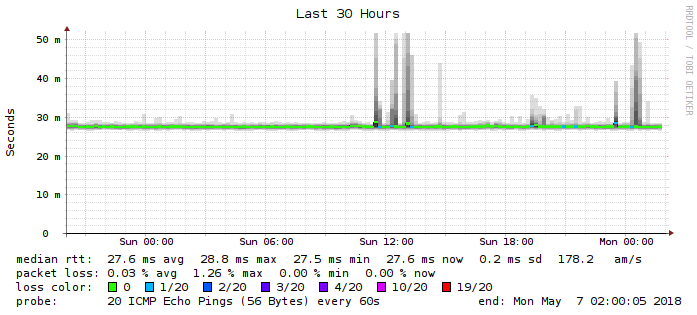 Last 30 Hours
RRDTOOL / TOBI OETIKER
Seconds
50 m
40 m
30 m
20 m
10 m
0
Sun 00:00 Sun 06:00 Sun 12:00 Sun 18:00 Mon 00:00
median rtt: 27.6 ms avg 28.8 ms max 27.5 ms min 27.6 ms now 0.2 ms sd 178.2 am/s
packet loss: 0.03 % avg 1.26 % max 0.00 % min 0.00 % now
loss color: 0 1/20 2/20 3/20 4/20 10/20 19/20
probe: 20 ICMP Echo Pings (56 Bytes) every 60s end: Mon May 7 02:00:05 2018